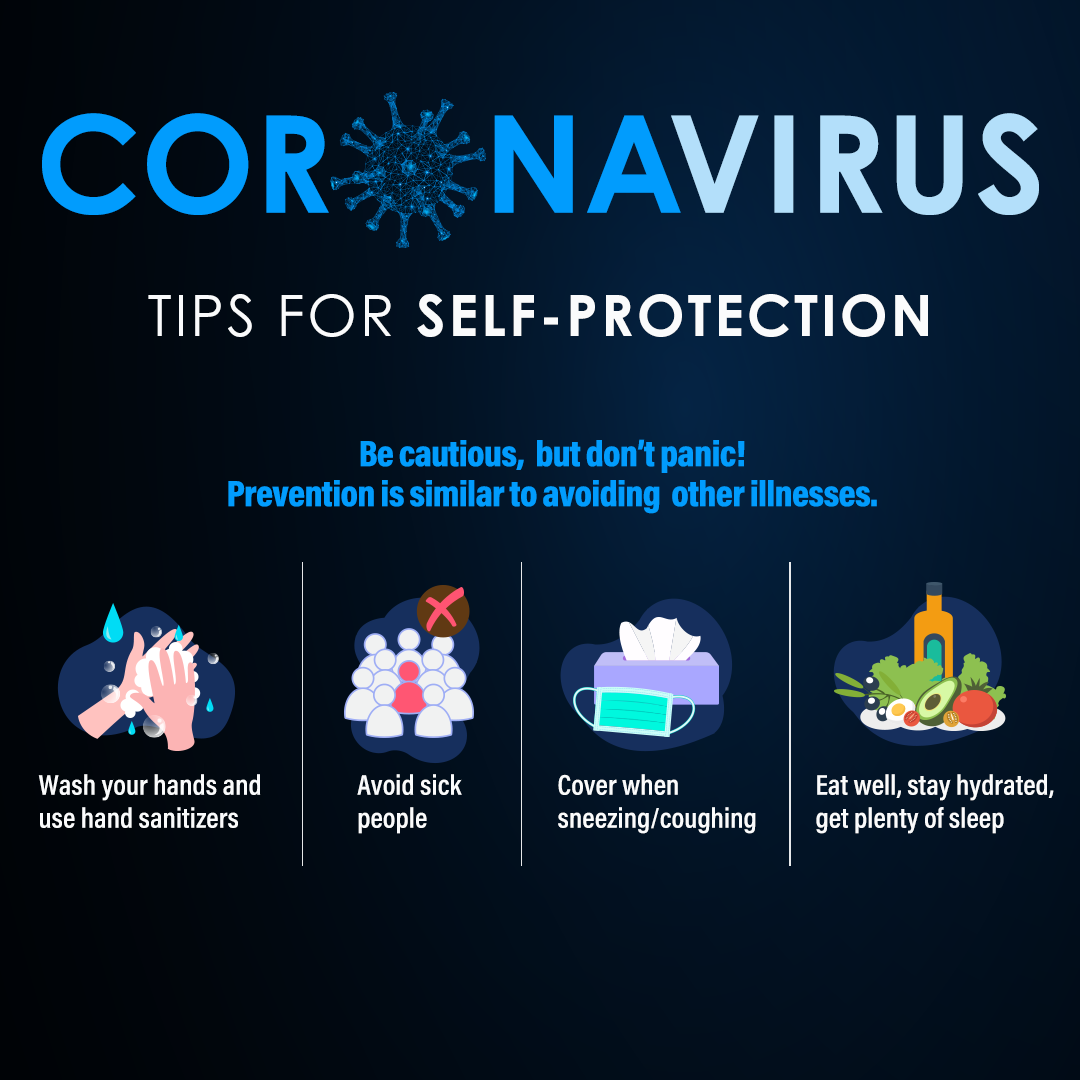 CORONAVIRUS
TIPS FOR SELF-PROTECTION
Be cautious, but don't panic!
Prevention is similar to avoiding other illnesses.
Wash your hands and
use hand sanitizers
Avoid sick
people
Cover when
sneezing/coughing
Eat well, stay hydrated,
get plenty of sleep